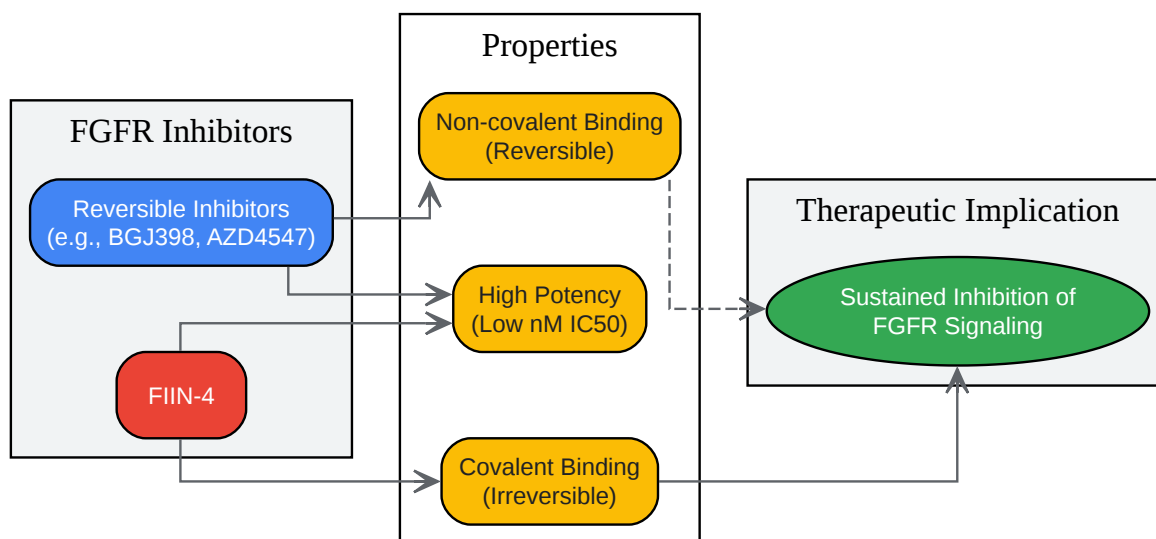 FGFR Inhibitors
Reversible Inhibitors
(e.g., BGJ398, AZD4547)
FIIN-4
Properties
Non-covalent Binding
(Reversible)
High Potency
(Low nM IC50)
Covalent Binding
(Irreversible)
Therapeutic Implication
Sustained Inhibition of
FGFR Signaling